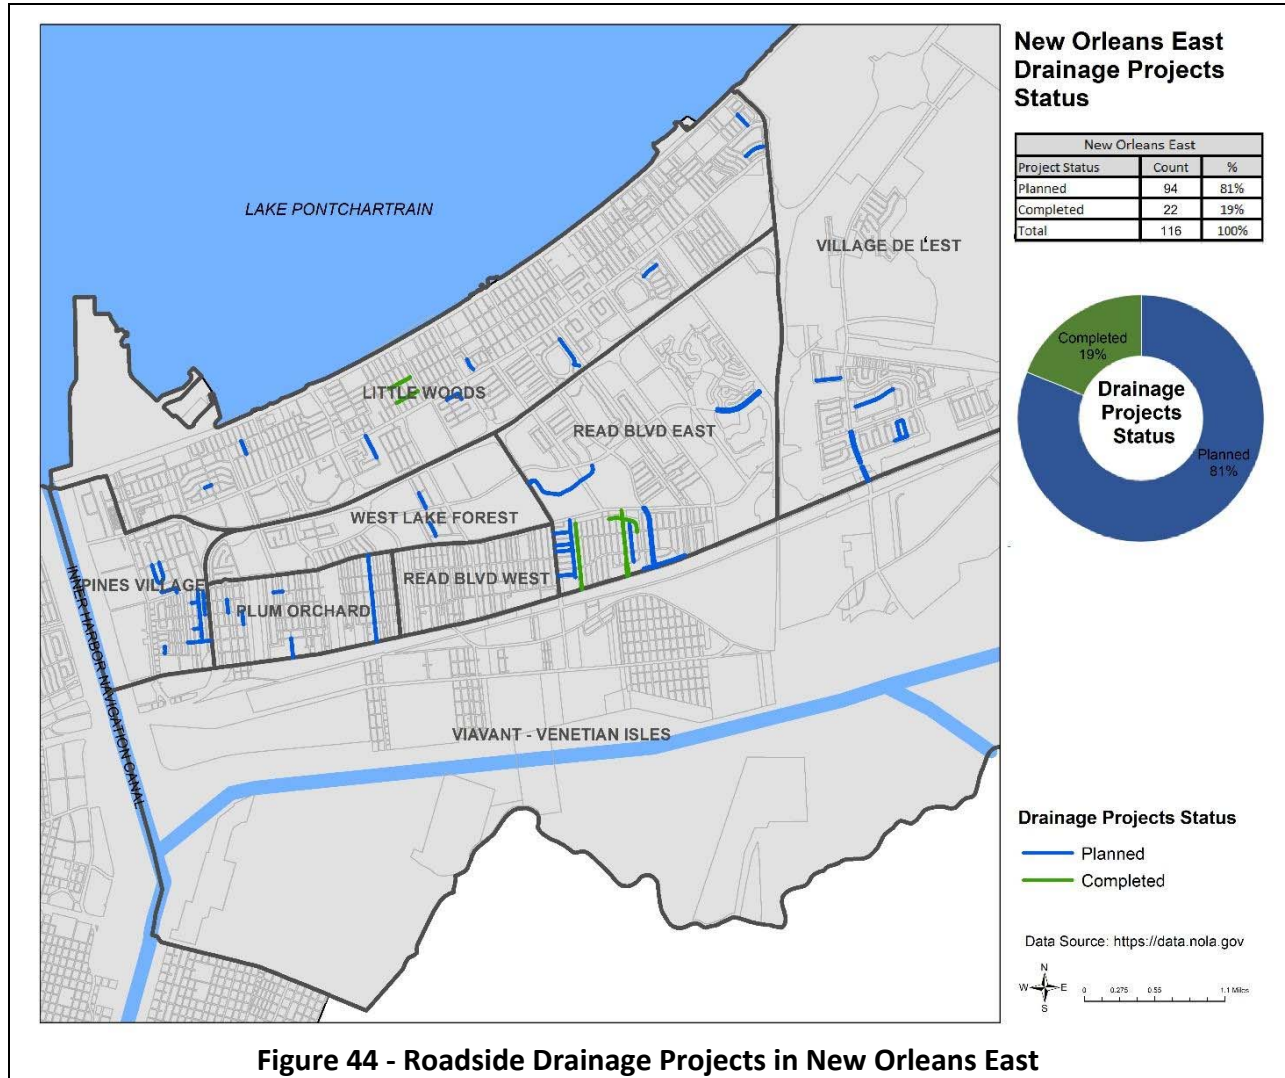 New Orleans East
Drainage Projects
Status
New Orleans East
Project Status Count %
Planned 94 81%
Completed 22 19%
Total 116 100%
LAKE PONTCHARTRAIN
VILLAGE DE L'EST
LITTLE WOODS
READ BLVD EAST
WEST LAKE FOREST
PINES VILLAGE
READ BLVD WEST
PLUM ORCHARD
INNER HARBOR NAVIGATION CANAL
VIAVANT - VENETIAN ISLES
Completed
19%
Drainage
Projects
Status
Planned
81%
Drainage Projects Status
Planned
Completed
Data Source: https://data.nola.gov
N
W E
S
0 0.275 0.55 1.1 Miles
Figure 44 - Roadside Drainage Projects in New Orleans East